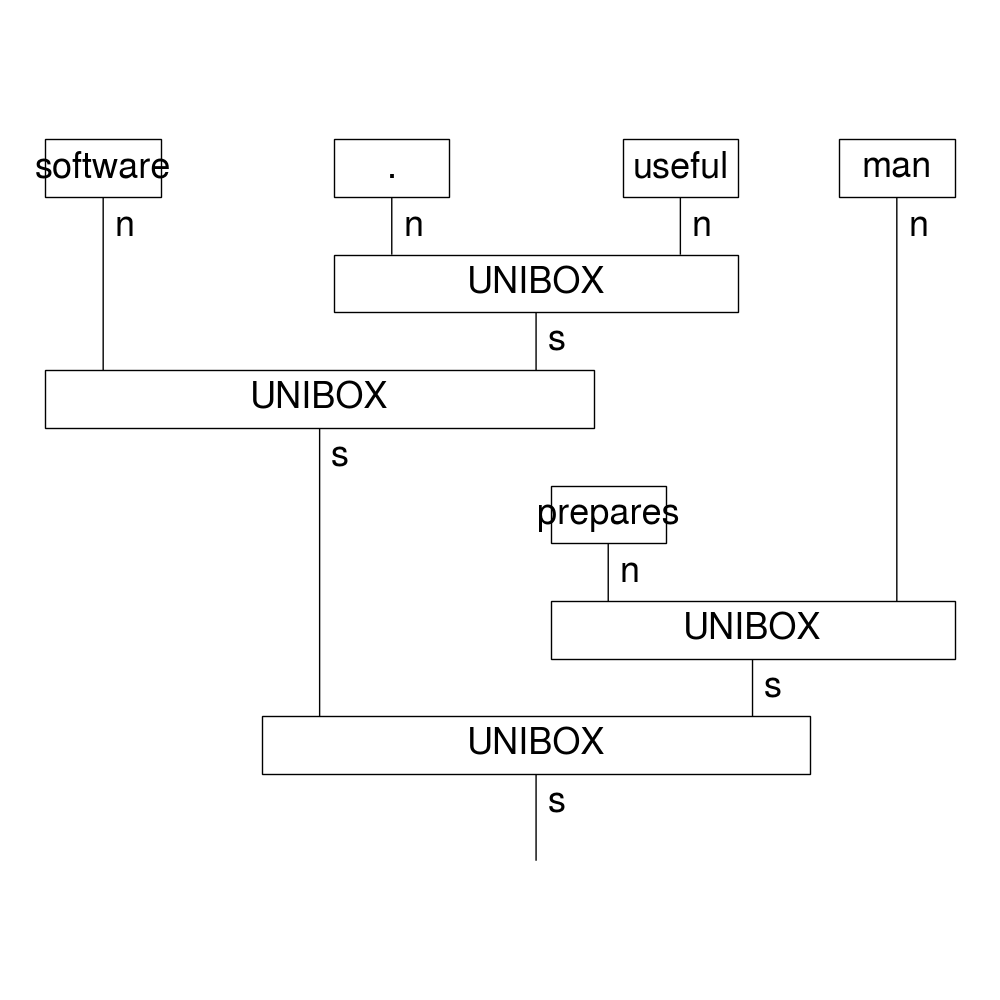 software . useful man
n n n n
UNIBOX
s
UNIBOX
s
prepares
n
UNIBOX
s
UNIBOX
s